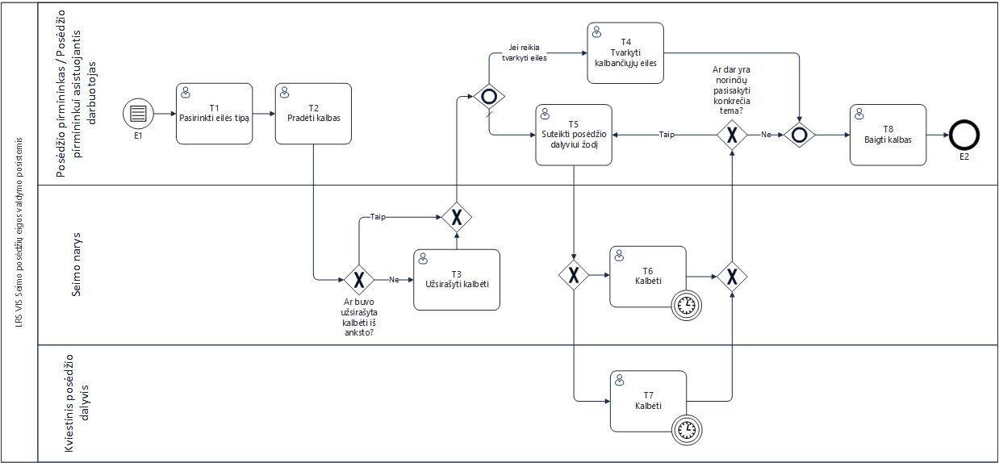 LRS VIS Seimo posėdžių eigos valdymo posistemis
Posėdžio pirmininkas / Posėdžio
pirmininkui asistuojantis
darbuotojas
E1
T1
Pasirinkti eilės tipą
T2
Pradėti kalbas
Jei reikia
tvarkyti eiles
T4
Tvarkyti
kalbančiųjų eiles
T5
Suteikti posėdžio
dalyviui žodį
Taip
Ar dar yra
norinčių
pasisakyti
konkrečia
tema?
Ne
T8
Baigti kalbas
E2
Seimo narys
Taip
Ar buvo
užsirašyta
kalbėti iš
anksto?
Ne
T3
Užsirašyti kalbėti
T6
Kalbėti
Kviestinis posėdžio
dalyvis
T7
Kalbėti